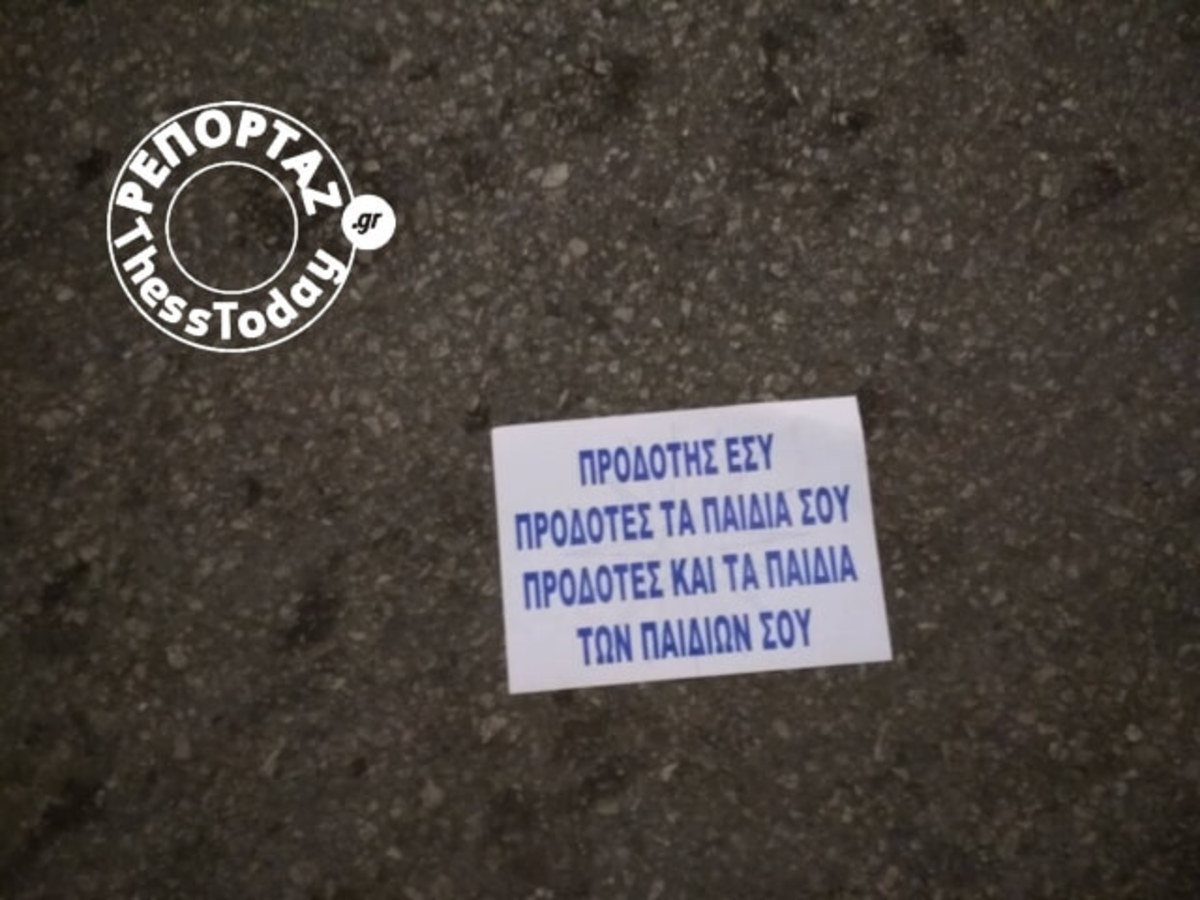 ΡΕΠΟΡΤΑΖ
.gr
ThessToday
ΠΡΟΔΟΤΗΣ ΕΣΥ
ΠΡΟΔΟΤΕΣ ΤΑ ΠΑΙΔΙΑ ΣΟΥ
ΠΡΟΔΟΤΕΣ ΚΑΙ ΤΑ ΠΑΙΔΙΑ
ΤΩΝ ΠΑΙΔΙΩΝ ΣΟΥ